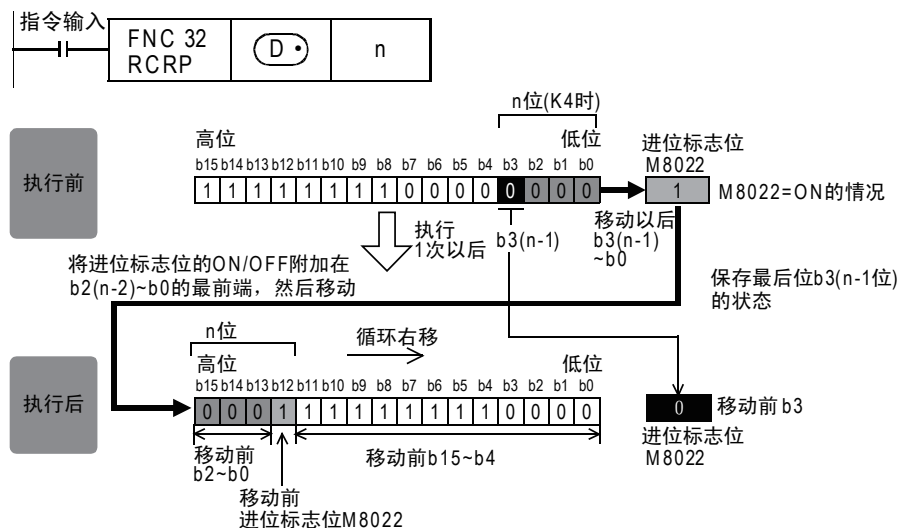 指令输入
FNC 32
RCRP
D •
n
n位(K4时)
高位
低位
进位标志位
M8022
b15 b14 b13 b12 b11 b10 b9 b8 b7 b6 b5 b4 b3 b2 b1 b0
执行前
1 1 1 1 1 1 1 1 0 0 0 0 0 0 0 0
1
M8022=ON的情况
执行
1次以后
b3(n-1)
移动以后
b3(n-1)
~b0
将进位标志位的ON/OFF附加在
b2(n-2)~b0的最前端，然后移动
保存最后位b3(n-1位)
的状态
n位
循环右移
高位
低位
b15 b14 b13 b12 b11 b10 b9 b8 b7 b6 b5 b4 b3 b2 b1 b0
执行后
0 0 0 1 1 1 1 1 1 1 1 1 0 0 0 0
0
移动前b3
进位标志位
M8022
移动前
b2~b0
移动前b15~b4
移动前
进位标志位M8022